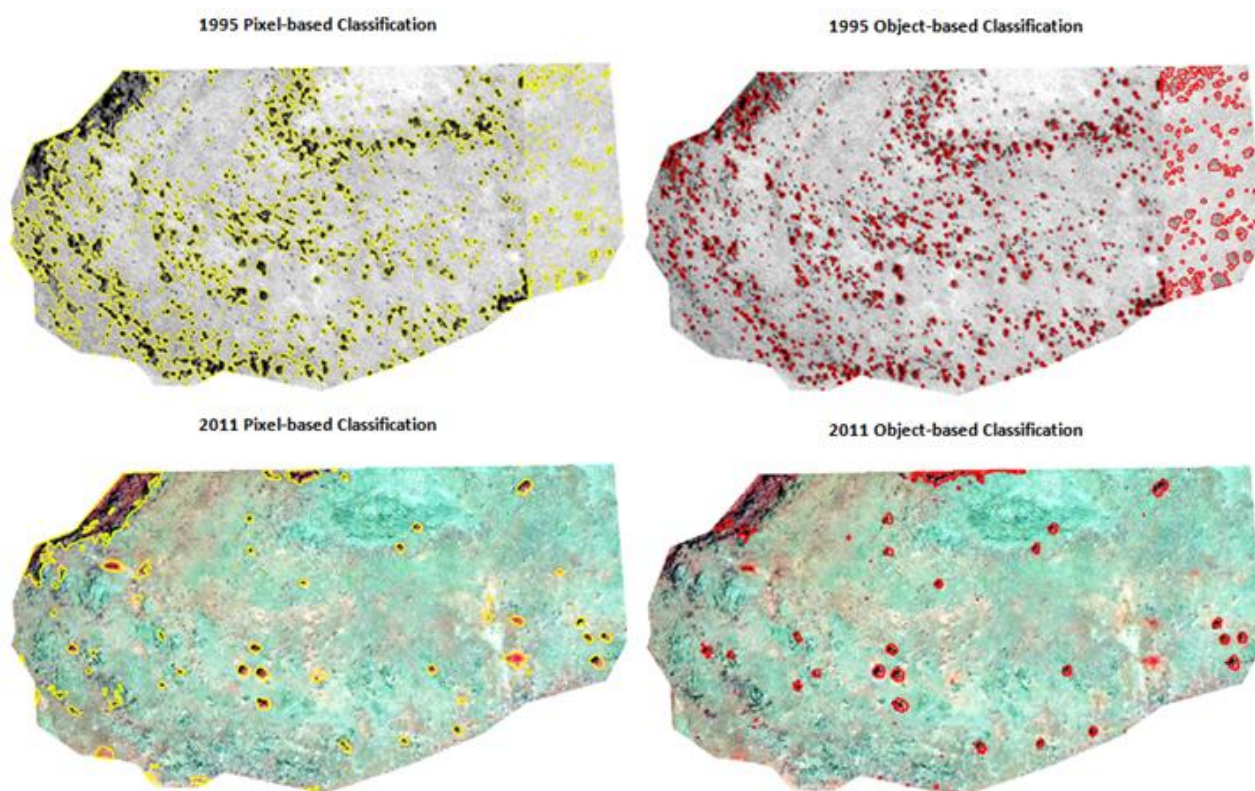 1995 Pixel-based Classification
1995 Object-based Classification
2011 Pixel-based Classification
2011 Object-based Classification